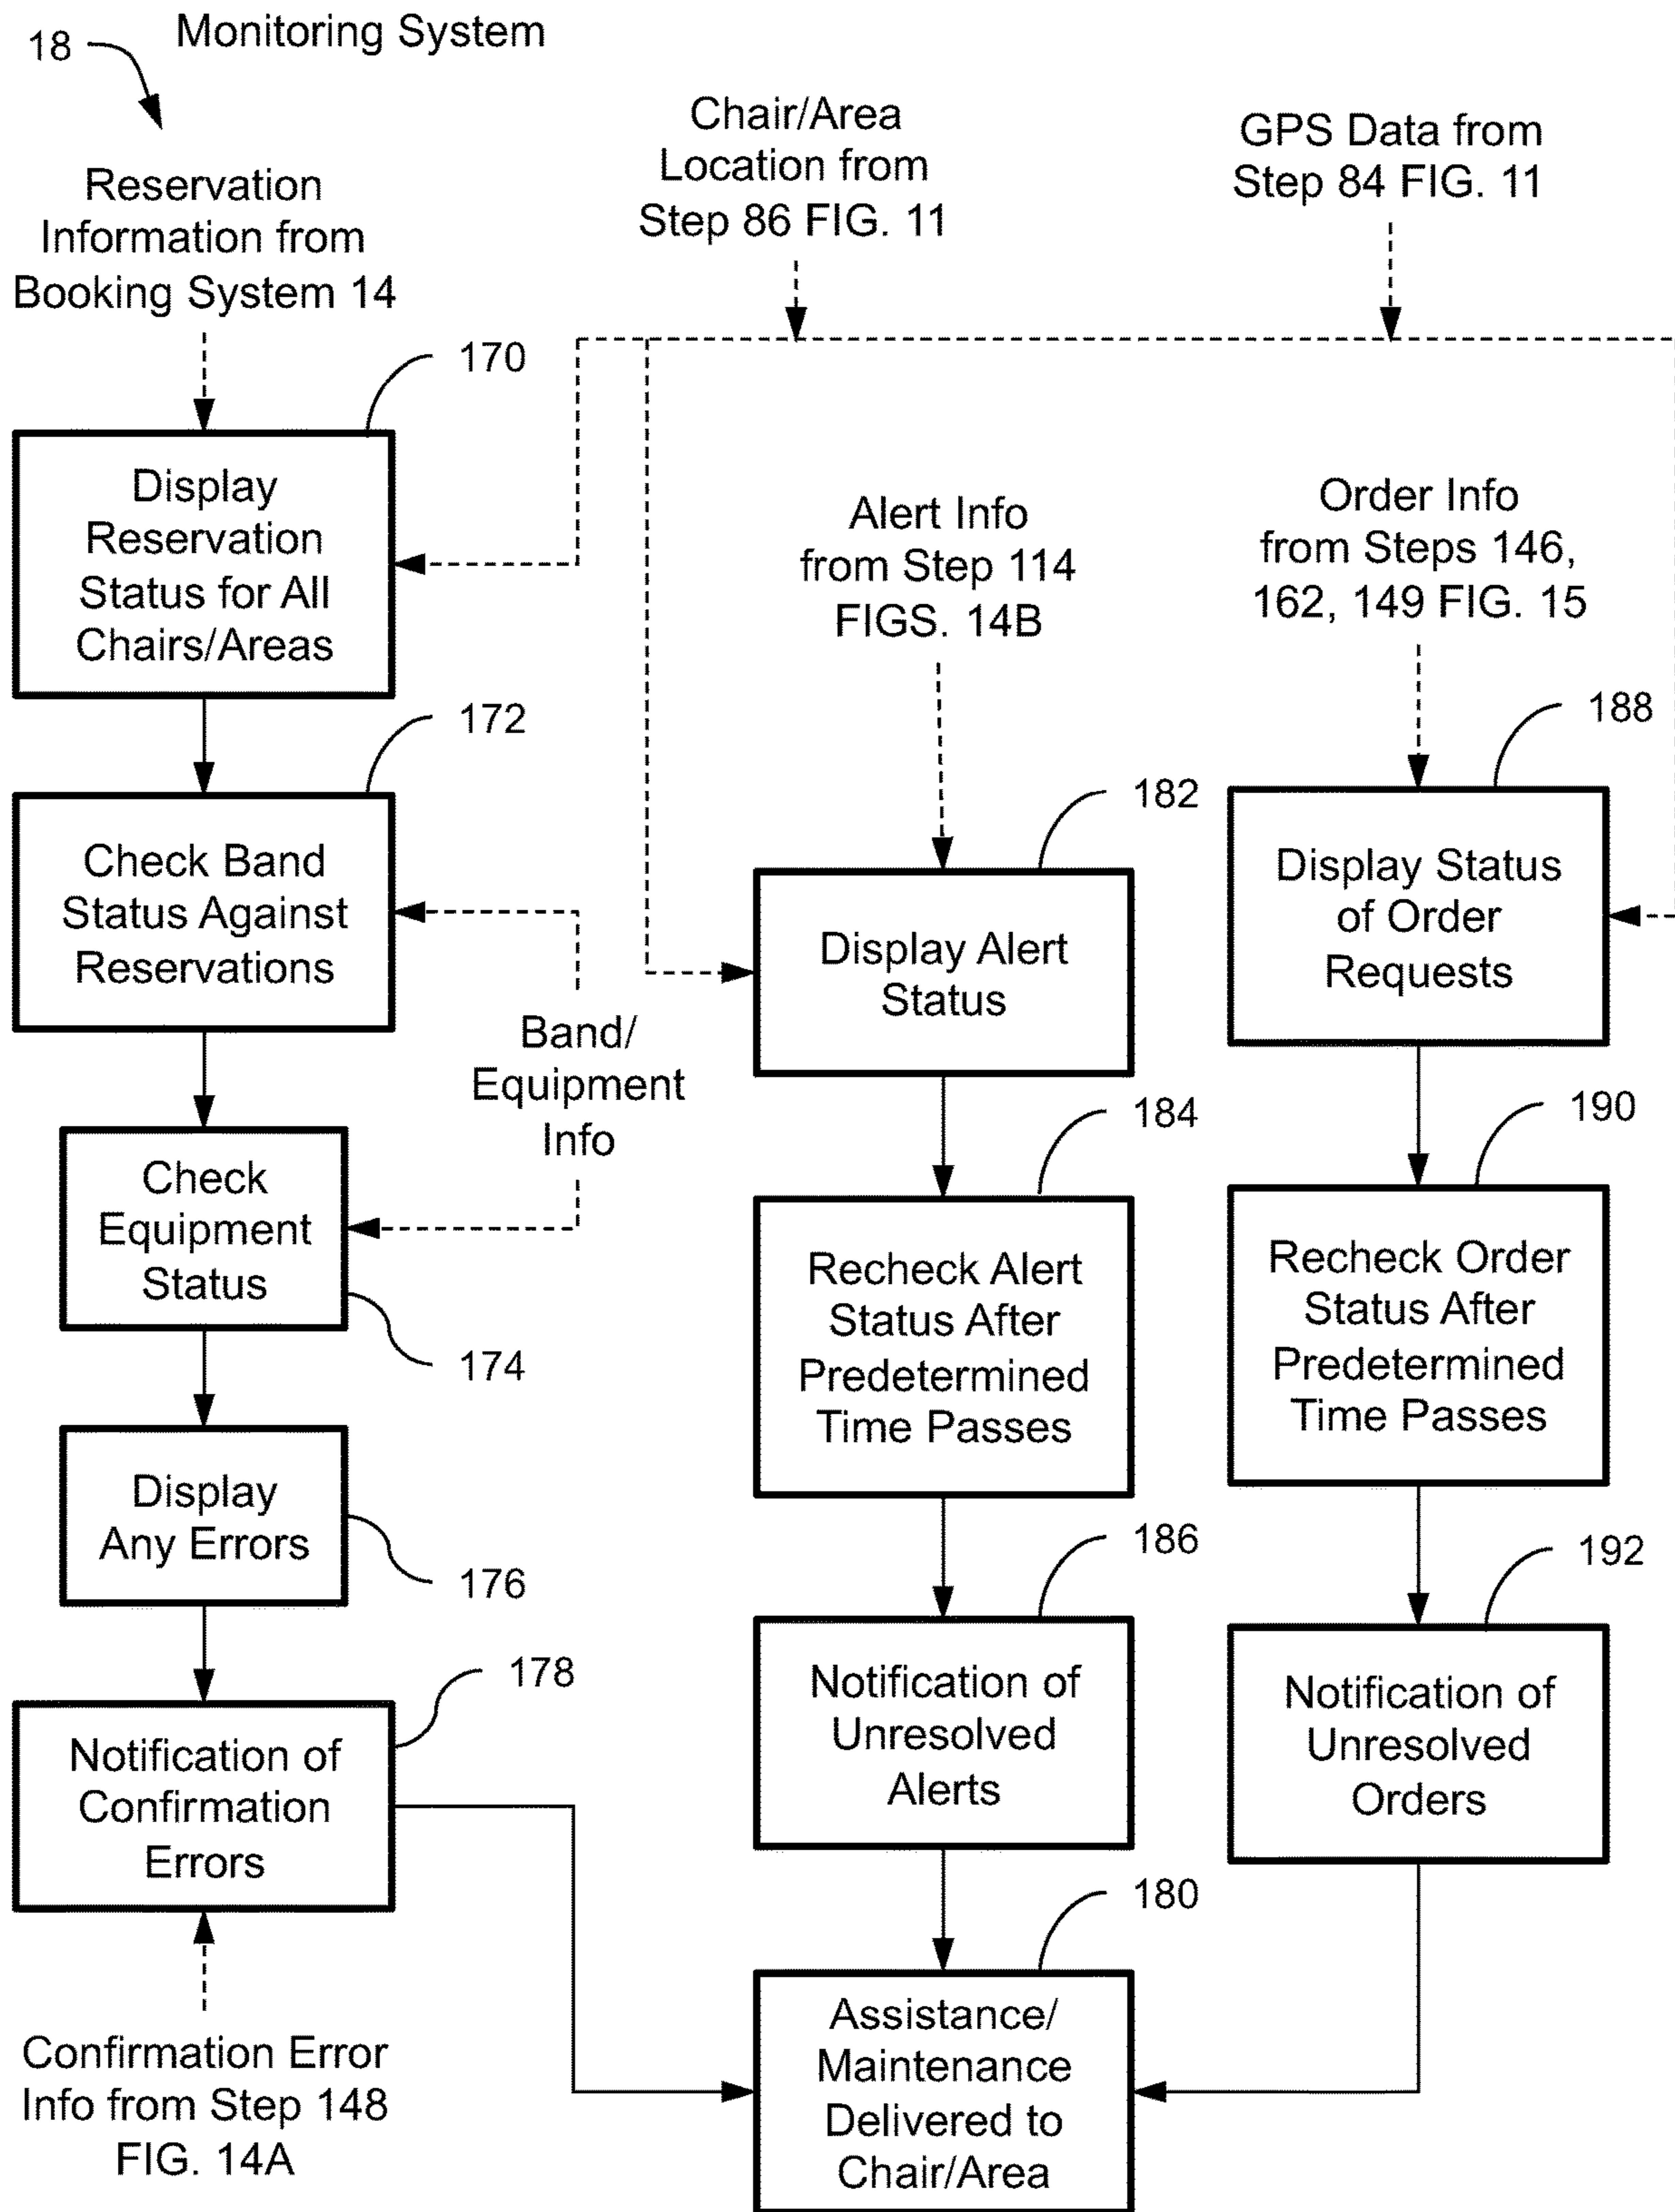 Monitoring System
18
Reservation
Information from
Booking System 14
Chair/Area
Location from
Step 86 FIG. 11
GPS Data from
Step 84 FIG. 11
170
Display
Reservation
Status for All
Chairs/Areas
Alert Info
from Step 114
FIGS. 14B
Order Info
from Steps 146,
162, 149 FIG. 15
172
Check Band
Status Against
Reservations
Band/
Equipment
Info
182
Display Alert
Status
188
Display Status
of Order
Requests
Check
Equipment
Status
174
184
Recheck Alert
Status After
Predetermined
Time Passes
190
Recheck Order
Status After
Predetermined
Time Passes
Display
Any Errors
176
186
Notification of
Unresolved
Alerts
192
Notification of
Unresolved
Orders
178
Notification of
Confirmation
Errors
180
Assistance/
Maintenance
Delivered to
Chair/Area
Confirmation Error
Info from Step 148
FIG. 14A